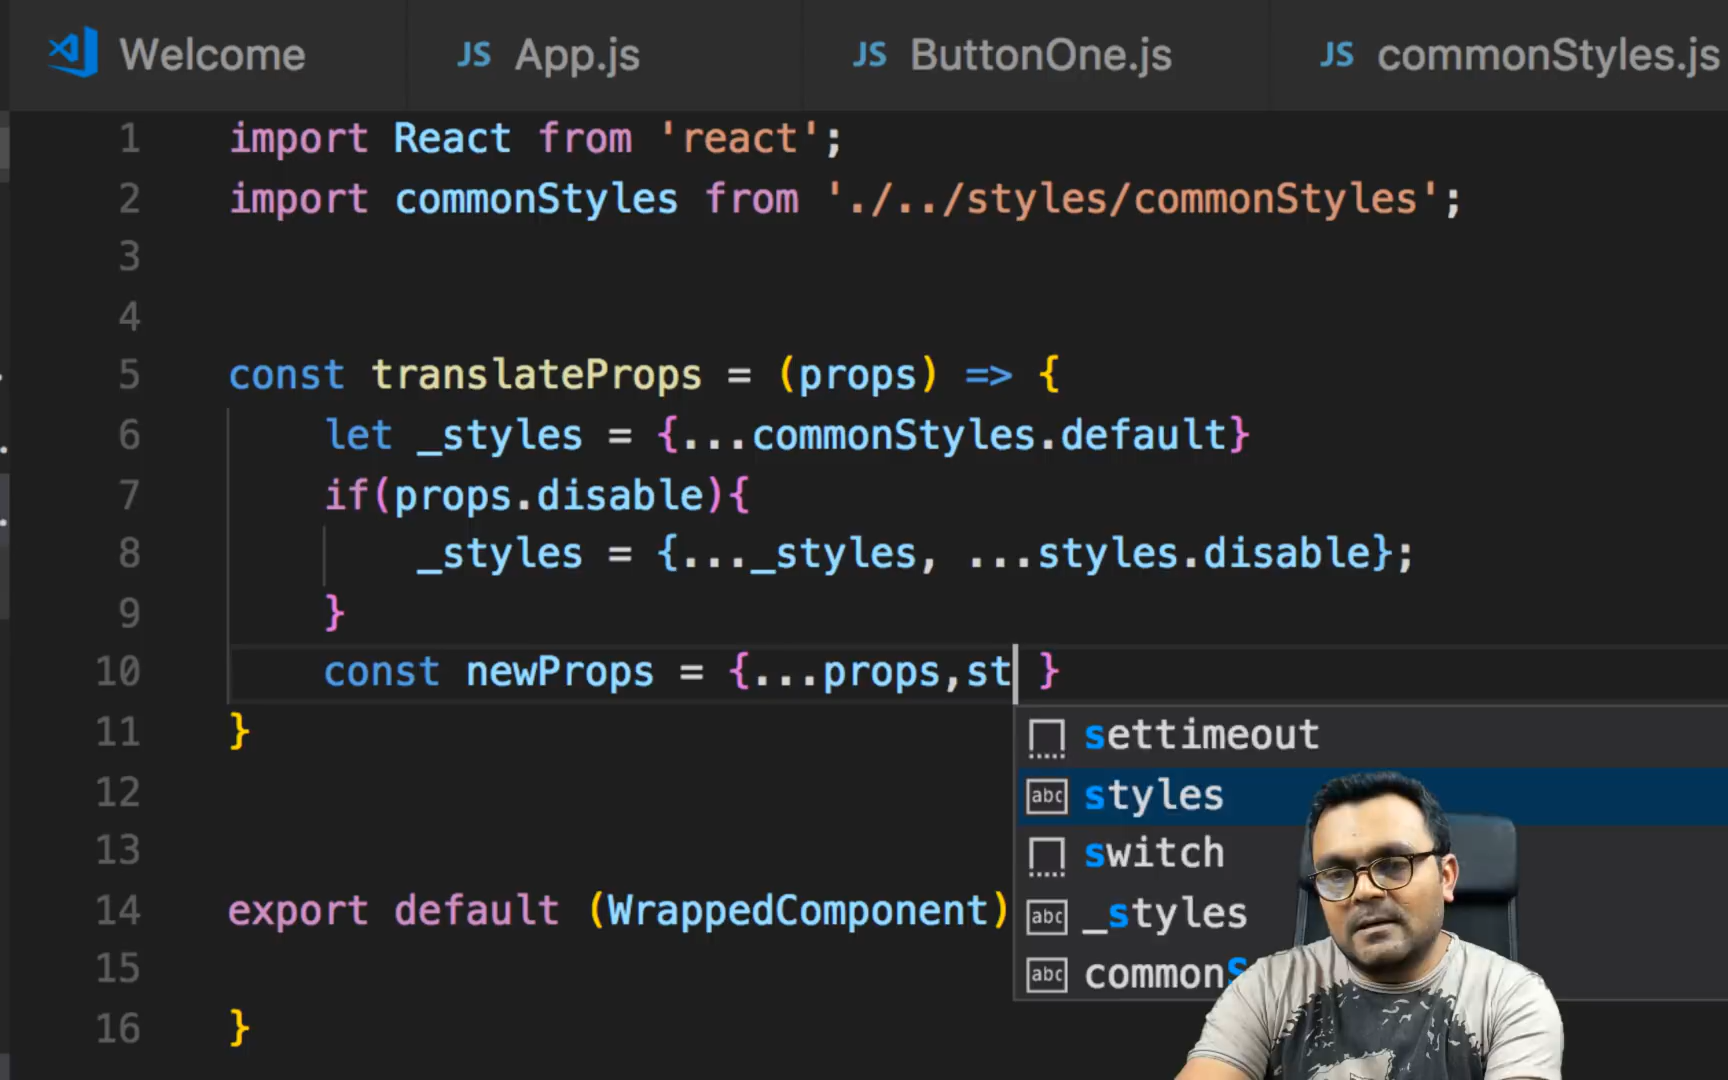 Welcome JS App.js JS ButtonOne.js JS commonStyles.js
1 import React from 'react';
2 import commonStyles from './../styles/commonStyles';
3
4
5 const translateProps = (props) => {
6 let _styles = {...commonStyles.default}
7 if(props.disable){
8 _styles = {..._styles, ...styles.disable};
9 }
10 const newProps = {...props,st }
11 }
settimeout
12
abc styles
13
switch
14 export default (WrappedComponent)
abc _styles
15
abc commonS
16 }